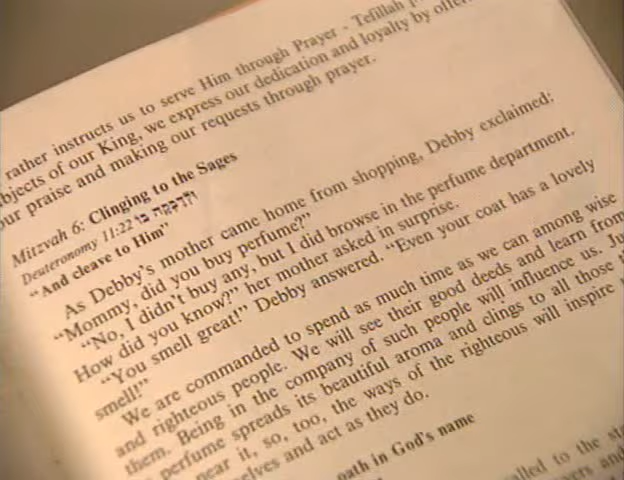 rather instructs us to serve Him through Prayer - Tefillah
bjects of our King, we express our dedication and loyalty by offer
our praise and making our requests through prayer.
Mitzvah 6: Clinging to the Sages
Deuteronomy 11:22 ולדבקה בו
"And cleave to Him"
As Debby's mother came home from shopping, Debby exclaimed:
"Mommy, did you buy perfume?"
"No, I didn't buy any, but I did browse in the perfume department.
How did you know?" her mother asked in surprise.
"You smell great!" Debby answered. "Even your coat has a lovely
smell!"
We are commanded to spend as much time as we can among wise
and righteous people. We will see their good deeds and learn from
them. Being in the company of such people will influence us. Ju
perfume spreads its beautiful aroma and clings to all those
near it, so, too, the ways of the righteous will inspire
selves and act as they do.
oath in God's name
called to the